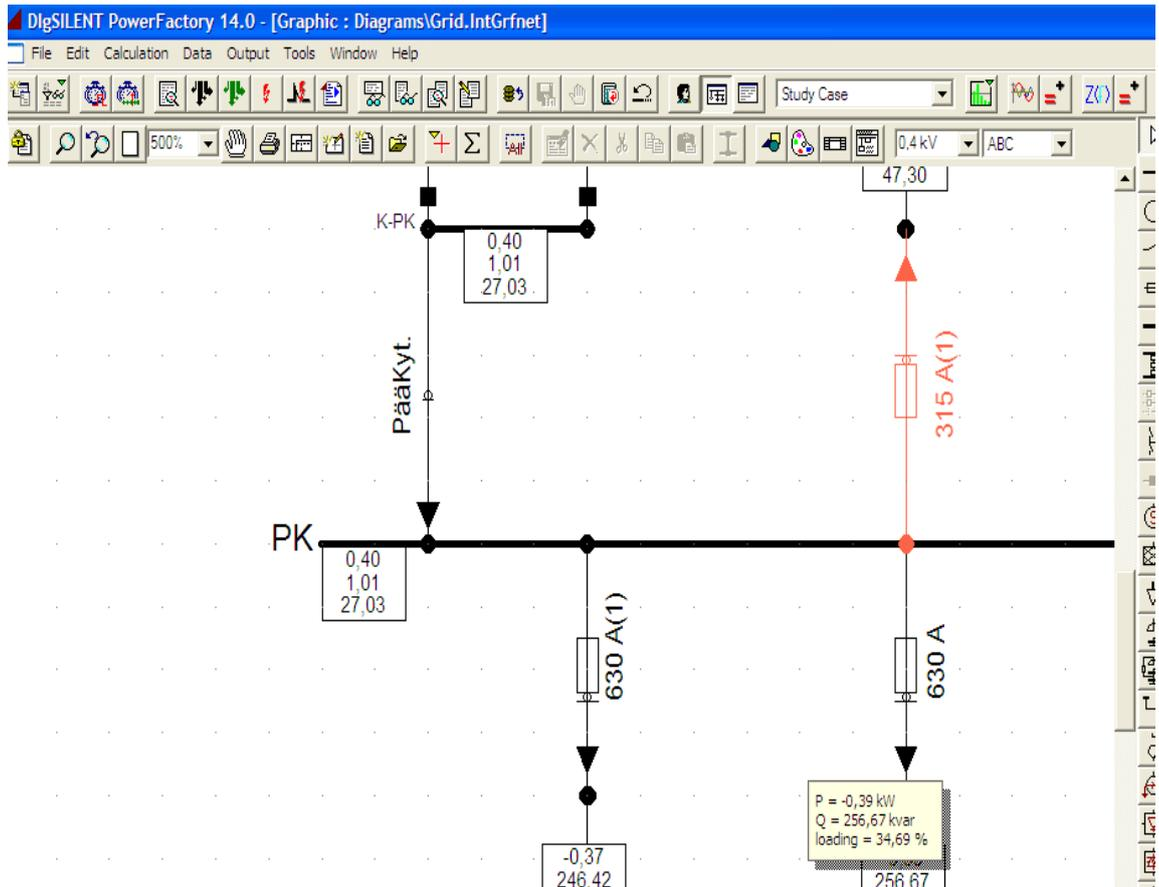 DIgSILENT PowerFactory 14.0 - [Graphic : Diagrams\Grid.IntGrfnet]
File Edit Calculation Data Output Tools Window Help
Study Case
500%
0,4 kV
ABC
47,30
K-PK
0,40
1,01
27,03
PääKyt.
315 A(1)
PK
0,40
1,01
27,03
630 A(1)
630 A
P = -0,39 kW
Q = 256,67 kvar
loading = 34,69 %
-0,37
246,42
256,67